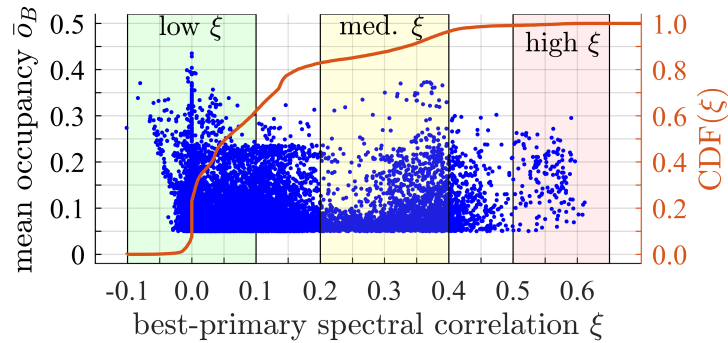 mean occupancy ō_B
0.5
0.4
0.3
0.2
0.1
0
low ξ
med. ξ
high ξ
1.0
0.8
0.6
0.4
0.2
0.0
CDF(ξ)
-0.1 0.0 0.1 0.2 0.3 0.4 0.5 0.6
best-primary spectral correlation ξ